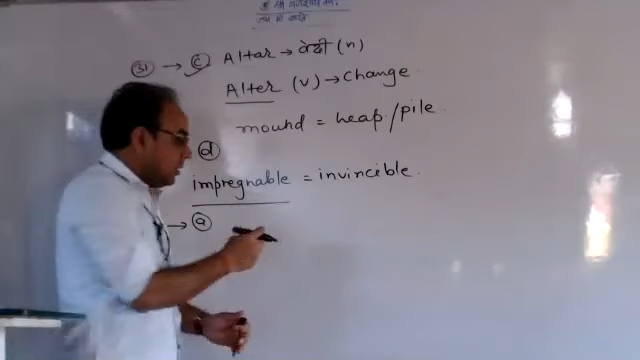 (31) → (c) Altar → वेदी (n)
Alter (v) → Change
mound = heap/pile
(d)
impregnable = invincible
→ (a)